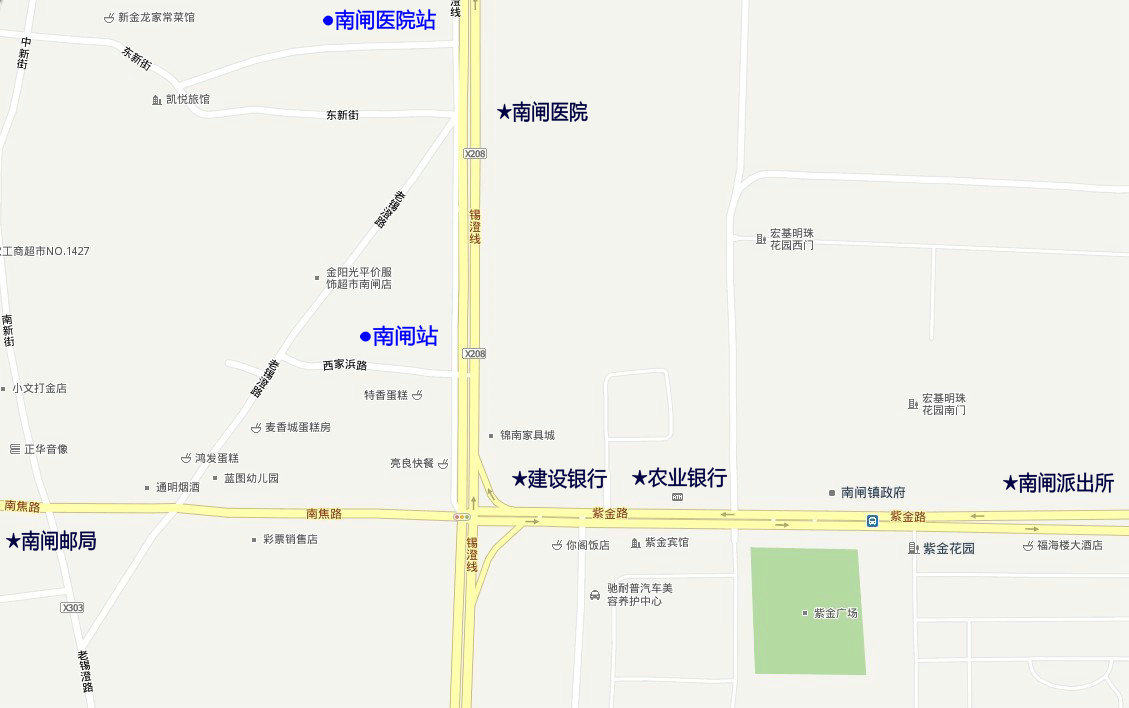 新金龙家常菜馆
●南闸医院站
澄
线
中
新
街
东新街
凯悦旅馆
东新街
★南闸医院
X208
老锡澄路
锡
澄
线
宏基明珠
花园西门
工商超市NO.1427
金阳光平价服
饰超市南闸店
南
新
街
●南闸站
X208
西家浜路
老锡澄路
小文打金店
特香蛋糕
宏基明珠
花园南门
麦香城蛋糕房
锦南家具城
正华音像
鸿发蛋糕
亮良快餐
蓝图幼儿园
★建设银行
★农业银行
★南闸派出所
通明烟酒
ATM
南闸镇政府
南焦路
南焦路
紫金路
紫金路
★南闸邮局
彩票销售店
锡
澄
线
你阁饭店
紫金宾馆
紫金花园
福海楼大酒店
驰耐普汽车美
容养护中心
X303
紫金广场
老
锡
澄
路